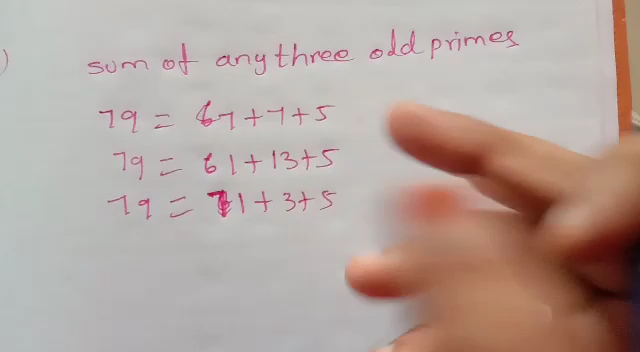 )
sum of any three odd primes
79 = 67+7+5
79 = 61+13+5
79 = 71+3+5